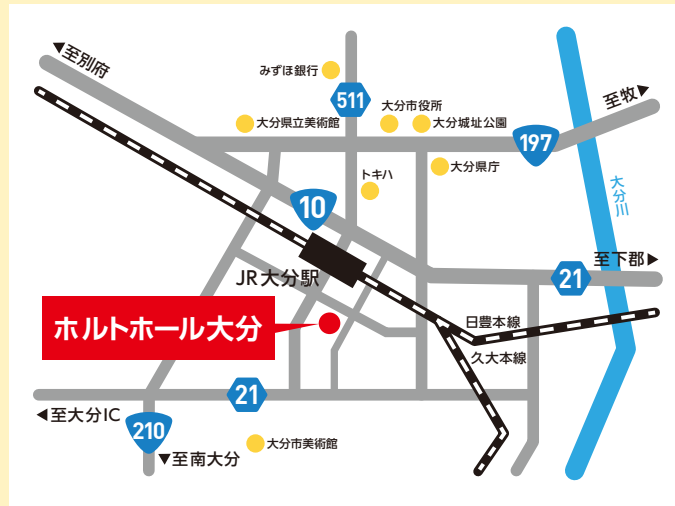 ◀至別府
みずほ銀行
511
至牧▶
大分県立美術館
大分市役所
大分城址公園
197
大分県庁
トキハ
大分川
10
至下郡▶
JR大分駅
21
ホルトホール大分
日豊本線
久大本線
21
◀至大分IC
210
大分市美術館
▼至南大分